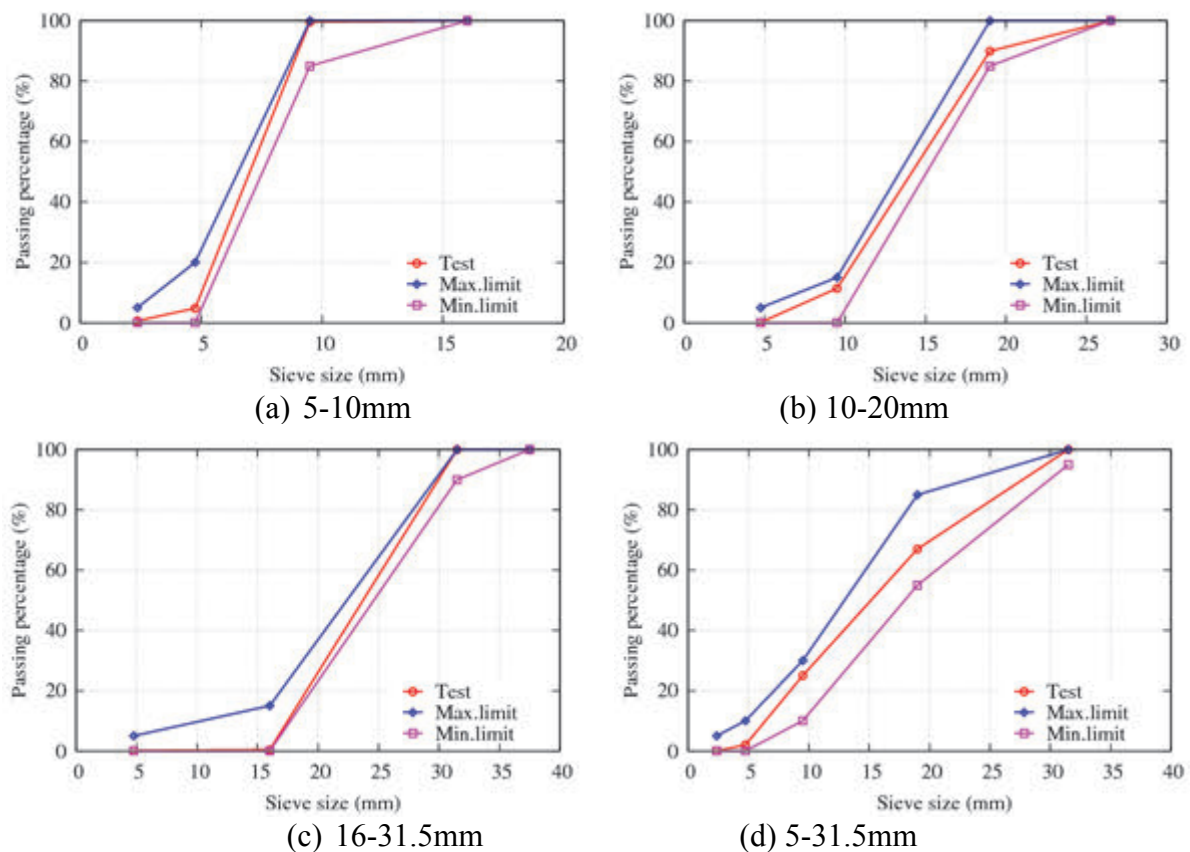 Passing percentage (%)
100
80
60
40
20
0
Test
Max.limit
Min.limit
0 5 10 15 20
Sieve size (mm)
(a) 5-10mm
Passing percentage (%)
100
80
60
40
20
0
Test
Max.limit
Min.limit
0 5 10 15 20 25 30
Sieve size (mm)
(b) 10-20mm
Passing percentage (%)
100
80
60
40
20
0
Test
Max.limit
Min.limit
0 5 10 15 20 25 30 35 40
Sieve size (mm)
(c) 16-31.5mm
Passing percentage (%)
100
80
60
40
20
0
Test
Max.limit
Min.limit
0 5 10 15 20 25 30 35 40
Sieve size (mm)
(d) 5-31.5mm